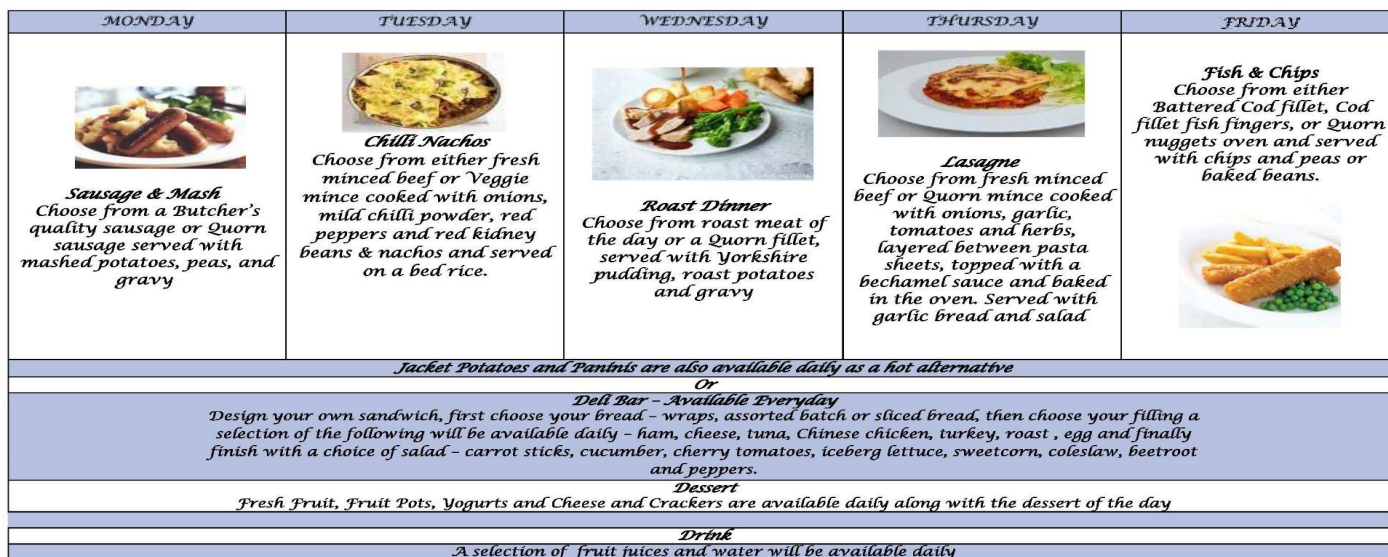 MONDAY
TUESDAY
WEDNESDAY
THURSDAY
FRIDAY
Sausage & Mash
Choose from a Butcher's
quality sausage or Quorn
sausage served with
mashed potatoes, peas, and
gravy
Chilli Nachos
Choose from either fresh
minced beef or Veggie
mince cooked with onions,
mild chilli powder, red
peppers and red kidney
beans & nachos and served
on a bed rice.
Roast Dinner
Choose from roast meat of
the day or a Quorn fillet,
served with Yorkshire
pudding, roast potatoes
and gravy
Lasagne
Choose from fresh minced
beef or Quorn mince cooked
with onions, garlic,
tomatoes and herbs,
layered between pasta
sheets, topped with a
bechamel sauce and baked
in the oven. Served with
garlic bread and salad
Fish & Chips
Choose from either
Battered Cod fillet, Cod
fillet fish fingers, or Quorn
nuggets oven and served
with chips and peas or
baked beans.
Jacket Potatoes and Paninis are also available daily as a hot alternative
Or
Deli Bar – Available Everyday
Design your own sandwich, first choose your bread – wraps, assorted batch or sliced bread, then choose your filling a
selection of the following will be available daily – ham, cheese, tuna, Chinese chicken, turkey, roast , egg and finally
finish with a choice of salad – carrot sticks, cucumber, cherry tomatoes, iceberg lettuce, sweetcorn, coleslaw, beetroot
and peppers.
Dessert
Fresh Fruit, Fruit Pots, Yogurts and Cheese and Crackers are available daily along with the dessert of the day
Drink
A selection of fruit juices and water will be available daily